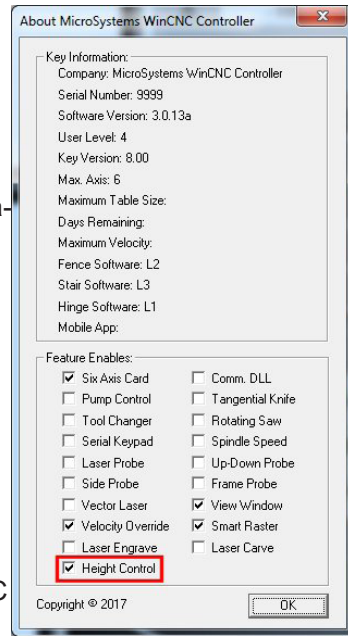 About MicroSystems WinCNC Controller
Key Information:
Company: MicroSystems WinCNC Controller
Serial Number: 9999
Software Version: 3.0.13a
User Level: 4
Key Version: 8.00
Max. Axis: 6
Maximum Table Size:
Days Remaining:
Maximum Velocity:
Fence Software: L2
Stair Software: L3
Hinge Software: L1
Mobile App:
Feature Enables:
Six Axis Card Comm. DLL
Pump Control Tangential Knife
Tool Changer Rotating Saw
Serial Keypad Spindle Speed
Laser Probe Up-Down Probe
Side Probe Frame Probe
Vector Laser View Window
Velocity Override Smart Raster
Laser Engrave Laser Carve
Height Control
Copyright © 2017 OK